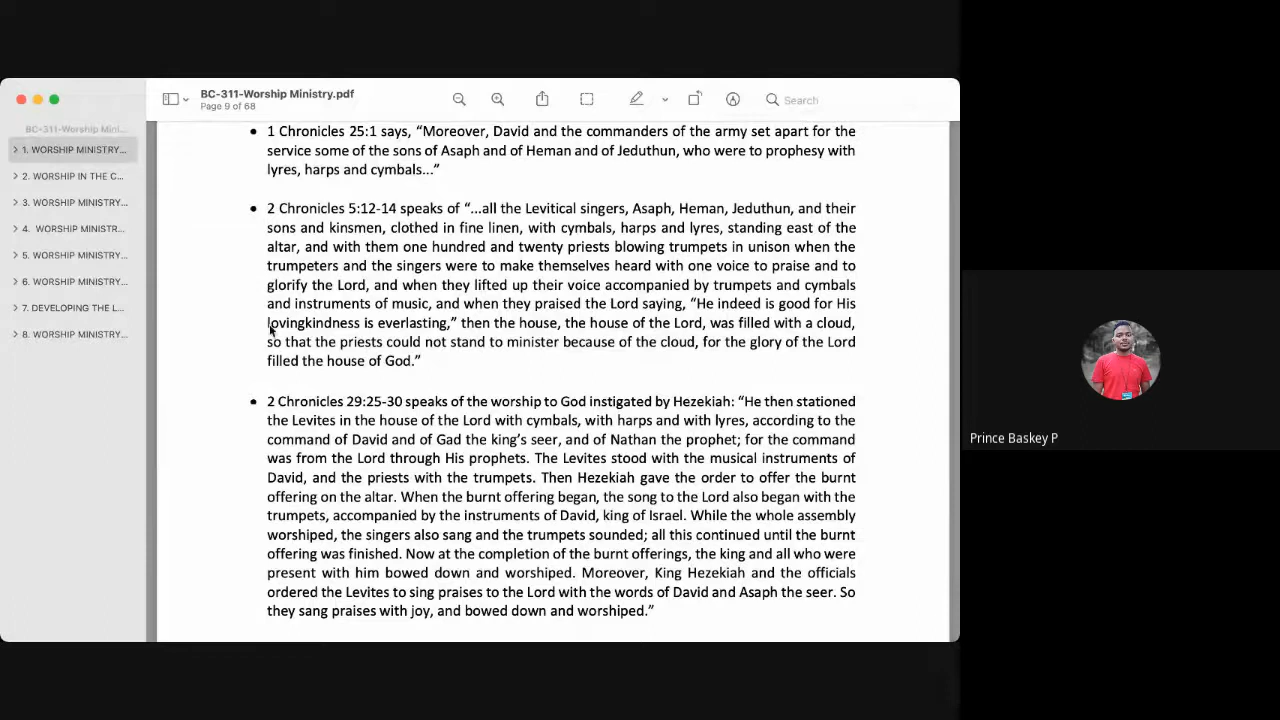 BC-311-Worship Ministry.pdf
Page 9 of 68
Search
BC-311-Worship Mini...
1. WORSHIP MINISTRY...
2. WORSHIP IN THE C...
3. WORSHIP MINISTRY...
4. WORSHIP MINISTR...
5. WORSHIP MINISTRY...
6. WORSHIP MINISTRY...
7. DEVELOPING THE L...
8. WORSHIP MINISTRY...
• 1 Chronicles 25:1 says, “Moreover, David and the commanders of the army set apart for the
service some of the sons of Asaph and of Heman and of Jeduthun, who were to prophesy with
lyres, harps and cymbals...”
• 2 Chronicles 5:12-14 speaks of “...all the Levitical singers, Asaph, Heman, Jeduthun, and their
sons and kinsmen, clothed in fine linen, with cymbals, harps and lyres, standing east of the
altar, and with them one hundred and twenty priests blowing trumpets in unison when the
trumpeters and the singers were to make themselves heard with one voice to praise and to
glorify the Lord, and when they lifted up their voice accompanied by trumpets and cymbals
and instruments of music, and when they praised the Lord saying, “He indeed is good for His
lovingkindness is everlasting,” then the house, the house of the Lord, was filled with a cloud,
so that the priests could not stand to minister because of the cloud, for the glory of the Lord
filled the house of God.”
• 2 Chronicles 29:25-30 speaks of the worship to God instigated by Hezekiah: “He then stationed
the Levites in the house of the Lord with cymbals, with harps and with lyres, according to the
command of David and of Gad the king’s seer, and of Nathan the prophet; for the command
was from the Lord through His prophets. The Levites stood with the musical instruments of
David, and the priests with the trumpets. Then Hezekiah gave the order to offer the burnt
offering on the altar. When the burnt offering began, the song to the Lord also began with the
trumpets, accompanied by the instruments of David, king of Israel. While the whole assembly
worshiped, the singers also sang and the trumpets sounded; all this continued until the burnt
offering was finished. Now at the completion of the burnt offerings, the king and all who were
present with him bowed down and worshiped. Moreover, King Hezekiah and the officials
ordered the Levites to sing praises to the Lord with the words of David and Asaph the seer. So
they sang praises with joy, and bowed down and worshiped.”
Prince Baskey P